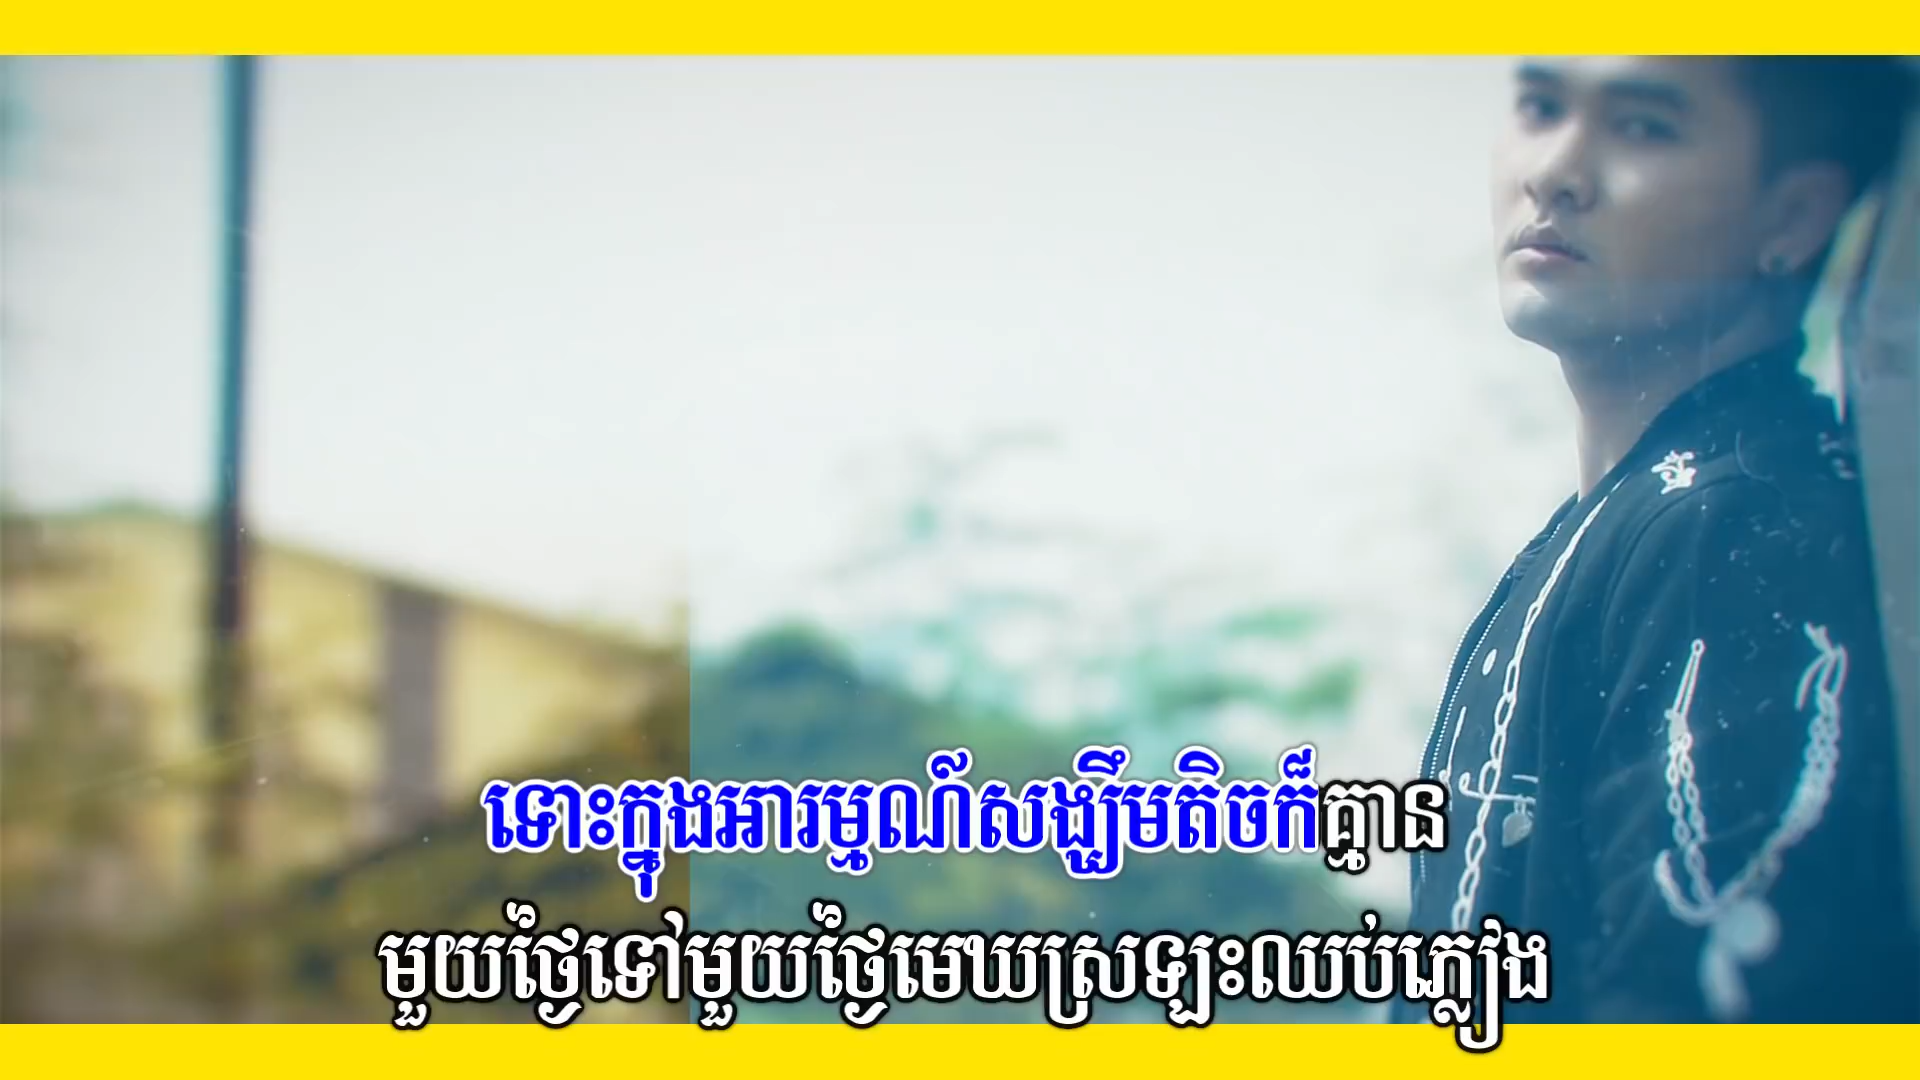 ទោះក្នុងអារម្មណ៍សង្ឃឹមតិចក៏គ្មាន
មួយថ្ងៃទៅមួយថ្ងៃមេឃស្រឡះឈប់ភ្លៀង